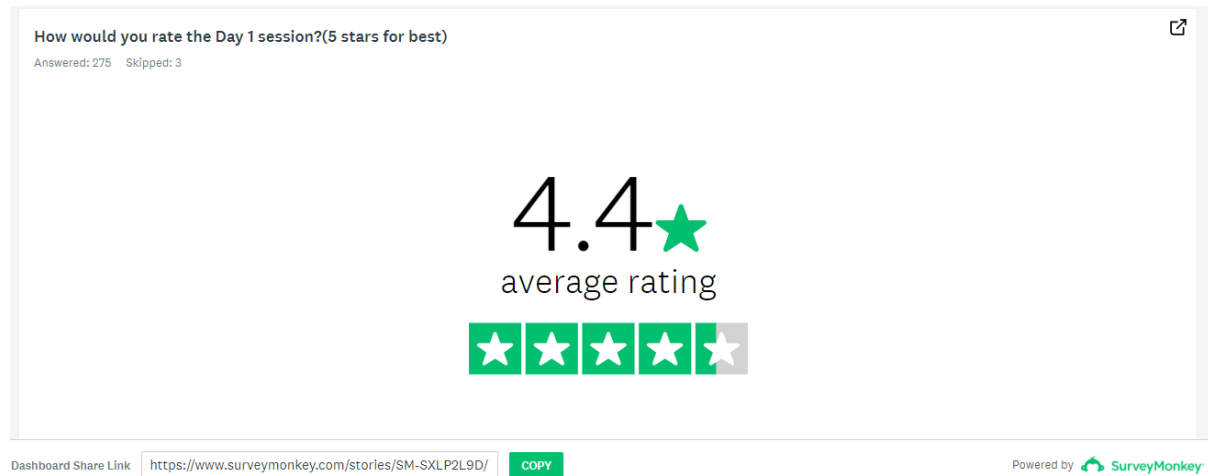 How would you rate the Day 1 session?(5 stars for best)
Answered: 275 Skipped: 3
4.4
average rating
Dashboard Share Link https://www.surveymonkey.com/stories/SM-SXLP2L9D/ COPY Powered by SurveyMonkey